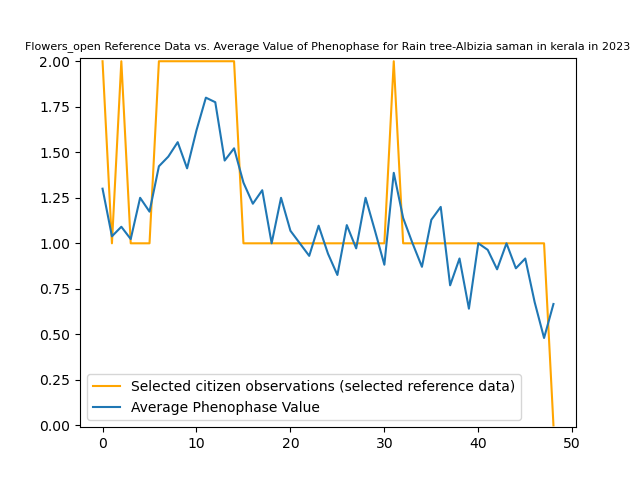 Flowers_open Reference Data vs. Average Value of Phenophase for Rain tree-Albizia saman in kerala in 2023
2.00
1.75
1.50
1.25
1.00
0.75
0.50
0.25
0.00
Selected citizen observations (selected reference data)
Average Phenophase Value
0 10 20 30 40 50